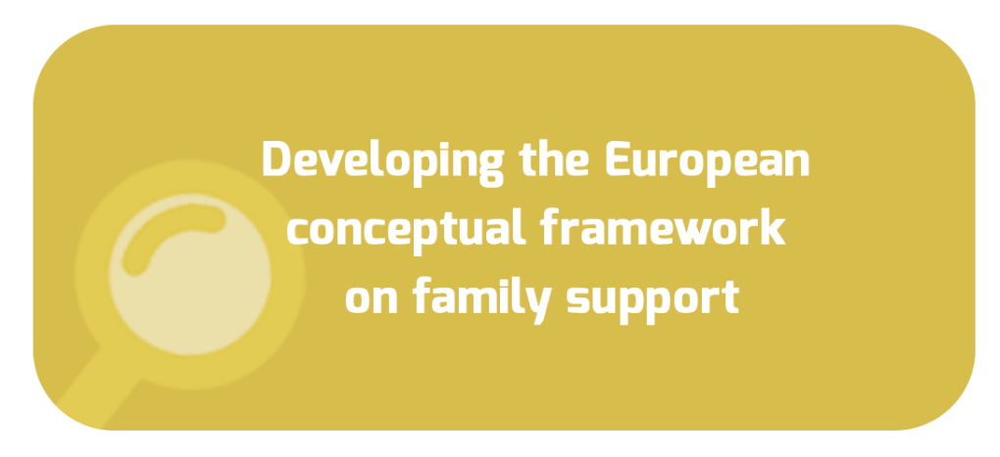 Developing the European
conceptual framework
on family support